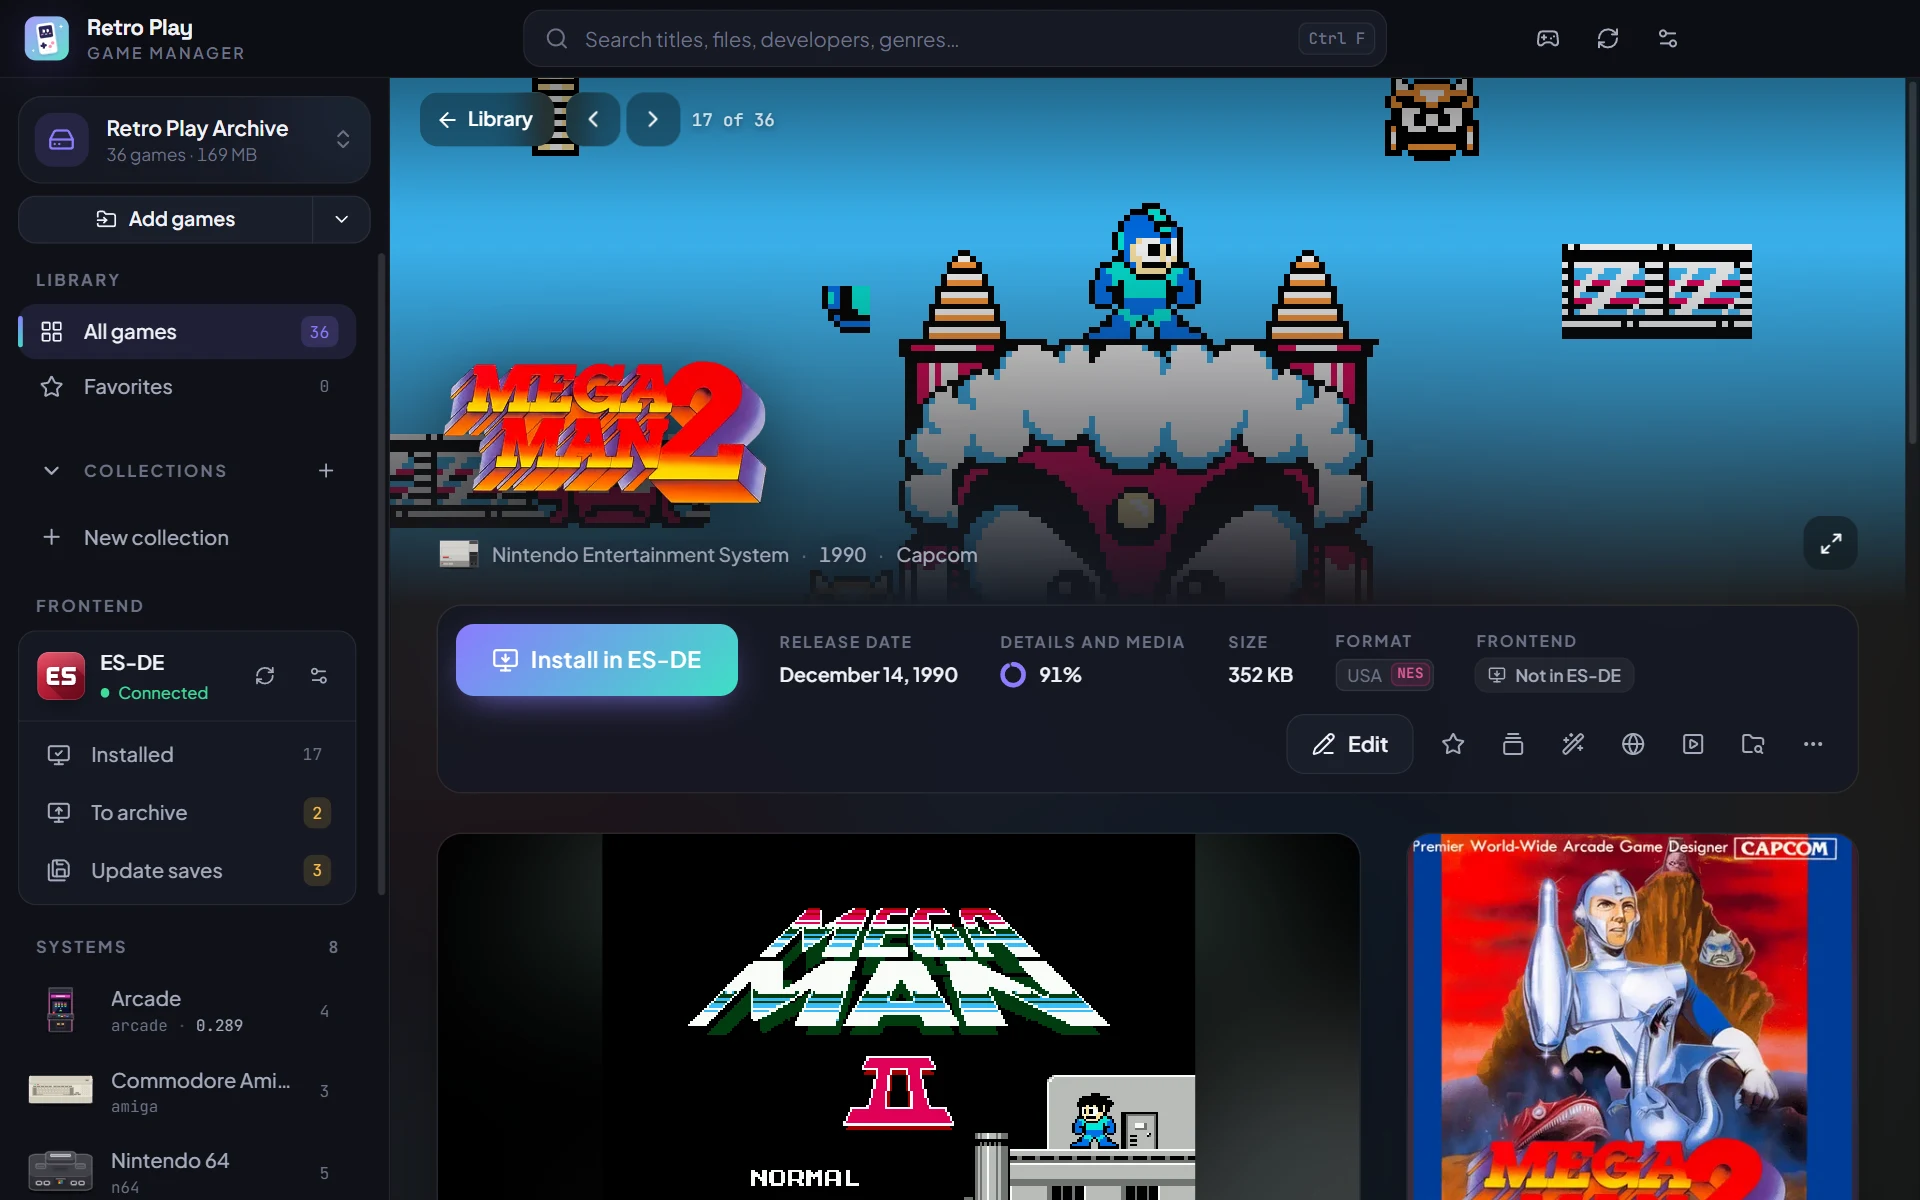 Retro Play
GAME MANAGER
Search titles, files, developers, genres...
Ctrl F
Retro Play Archive
36 games · 169 MB
Add games
LIBRARY
All games 36
Favorites 0
COLLECTIONS
New collection
FRONTEND
ES
ES-DE
Connected
Installed 17
To archive 2
Update saves 3
SYSTEMS 8
Arcade
arcade · 0.289
4
Commodore Ami...
amiga
3
Nintendo 64
n64
5
Library
17 of 36
MEGA
MAN 2
Nintendo Entertainment System · 1990 · Capcom
Install in ES-DE
RELEASE DATE
December 14, 1990
DETAILS AND MEDIA
91%
SIZE
352 KB
FORMAT
USA NES
FRONTEND
Not in ES-DE
Edit
MEGA
MAN
II
NORMAL
Premier World-Wide Arcade Game Designer CAPCOM
MEGA
MAN 2